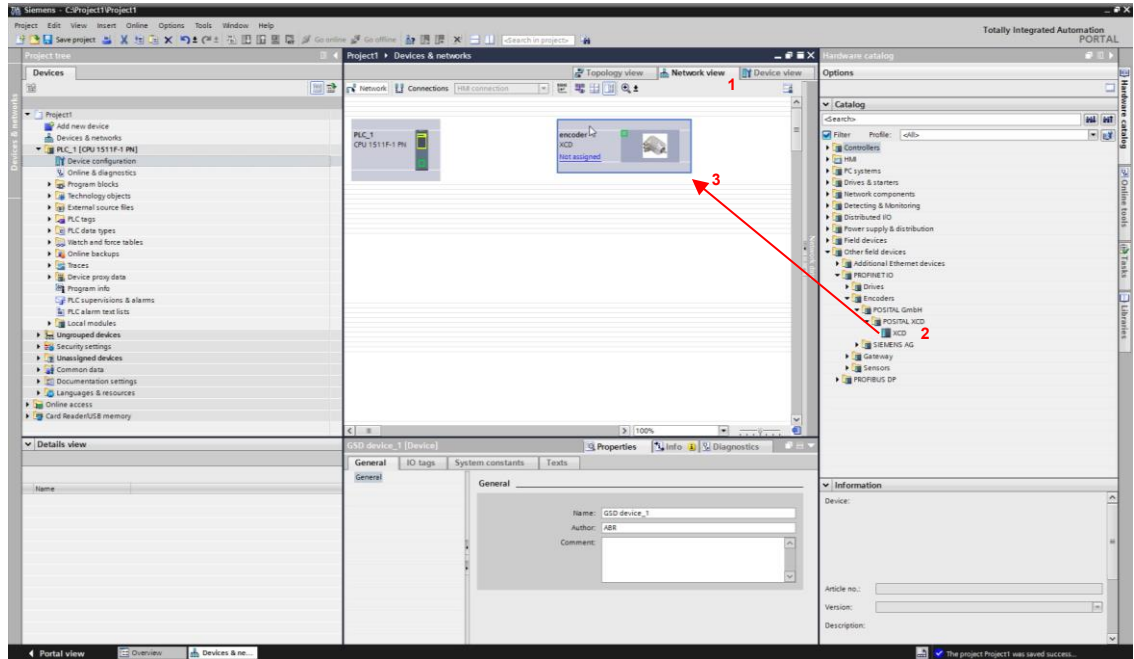 Siemens - C:\Project1\Project1
Project Edit View Insert Online Options Tools Window Help
Totally Integrated Automation
PORTAL
Save project
Go online
Go offline
<Search in project>
Project tree
Devices
Project1
Add new device
Devices & networks
PLC_1 [CPU 1511F-1 PN]
Device configuration
Online & diagnostics
Program blocks
Technology objects
External source files
PLC tags
PLC data types
Watch and force tables
Online backups
Traces
Device proxy data
Program info
PLC supervisions & alarms
PLC alarm text lists
Local modules
Ungrouped devices
Security settings
Unassigned devices
Common data
Documentation settings
Languages & resources
Online access
Card Reader/USB memory
Details view
Name
Devices & networks
Project1 ▸ Devices & networks
Topology view
Network view
Device view
1
Network
Connections
HMI connection
PLC_1
CPU 1511F-1 PN
encoder
XCD
Not assigned
3
100%
GSD device_1 [Device]
Properties
Info
Diagnostics
General
IO tags
System constants
Texts
General
General
Name: GSD device_1
Author: ABR
Comment:
Hardware catalog
Options
Catalog
<Search>
Filter
Profile: <All>
Controllers
HMI
PC systems
Drives & starters
Network components
Detecting & Monitoring
Distributed I/O
Power supply & distribution
Field devices
Other field devices
Additional Ethernet devices
PROFINET IO
Drives
Encoders
POSITAL GmbH
POSITAL XCD
XCD
2
SIEMENS AG
Gateway
Sensors
PROFIBUS DP
Information
Device:
Article no.:
Version:
Description:
Hardware catalog
Online tools
Tasks
Libraries
Portal view
Overview
Devices & ne...
The project Project1 was saved success...